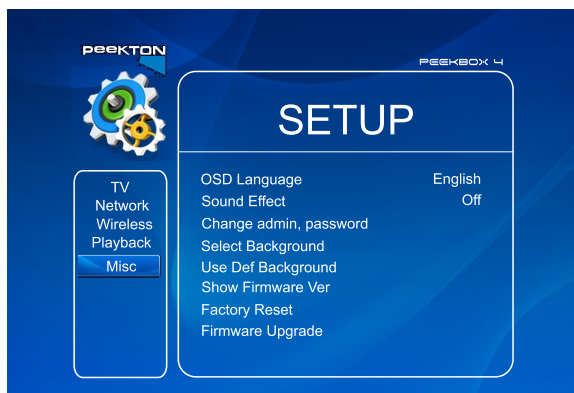 PEEKTON
PEEKBOX 4
SETUP
TV
Network
Wireless
Playback
Misc
OSD Language English
Sound Effect Off
Change admin, password
Select Background
Use Def Background
Show Firmware Ver
Factory Reset
Firmware Upgrade